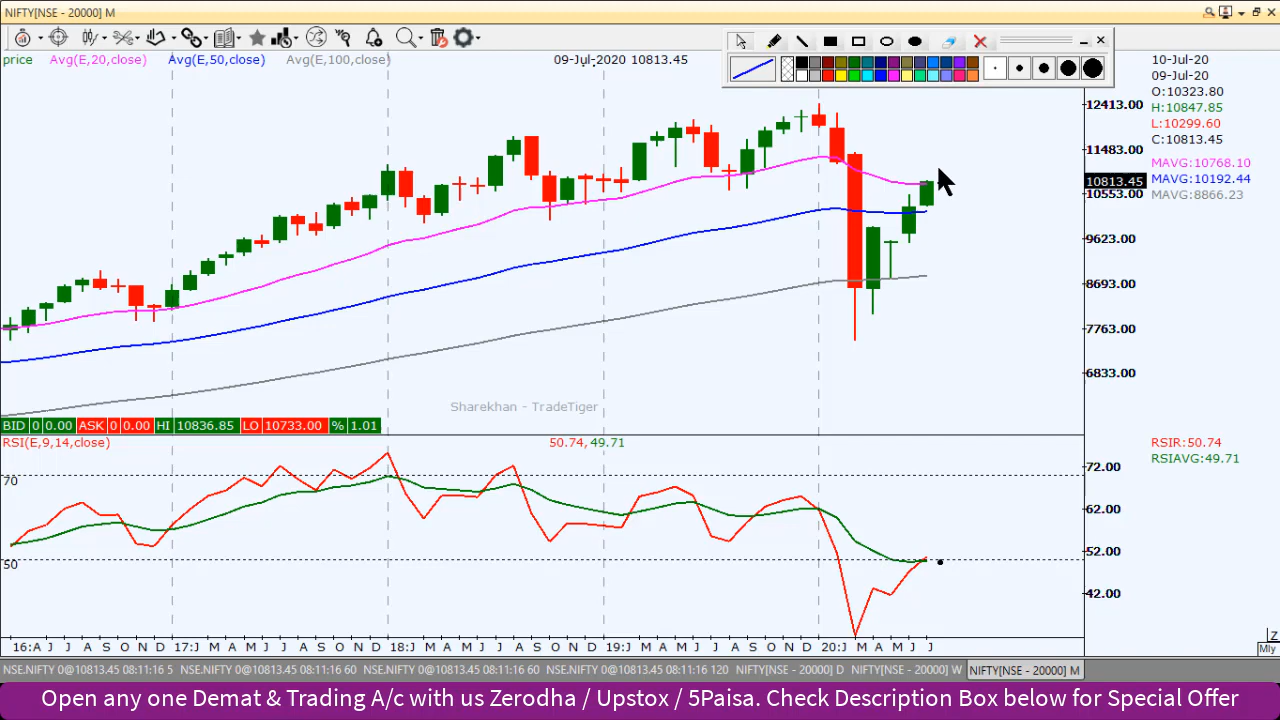 NIFTY[NSE - 20000] M
price Avg(E,20,close) Avg(E,50,close) Avg(E,100,close) 09-Jul-2020 10813.45
10-Jul-20
09-Jul-20
O:10323.80
H:10847.85
L:10299.60
C:10813.45
MAVG:10768.10
MAVG:10192.44
MAVG:8866.23
12413.00
11483.00
10813.45
10553.00
9623.00
8693.00
7763.00
6833.00
Sharekhan - TradeTiger
BID 0 0.00 ASK 0 0.00 HI 10836.85 LO 10733.00 % 1.01
RSI(E,9,14,close) 50.74, 49.71
RSIR:50.74
RSIAVG:49.71
70
50
72.00
62.00
52.00
42.00
16:A J J A S O N D 17:J F M A M J J A S O N D 18:J F M A M J J A S O N D 19:J F M A M J J A S O N D 20:J F M A M J J
Z
Mly
NSE.NIFTY 0@10813.45 08:11:16 5 NSE.NIFTY 0@10813.45 08:11:16 60 NSE.NIFTY 0@10813.45 08:11:16 60 NSE.NIFTY 0@10813.45 08:11:16 120 NIFTY[NSE - 20000] D NIFTY[NSE - 20000] W NIFTY[NSE - 20000] M
Open any one Demat & Trading A/c with us Zerodha / Upstox / 5Paisa. Check Description Box below for Special Offer